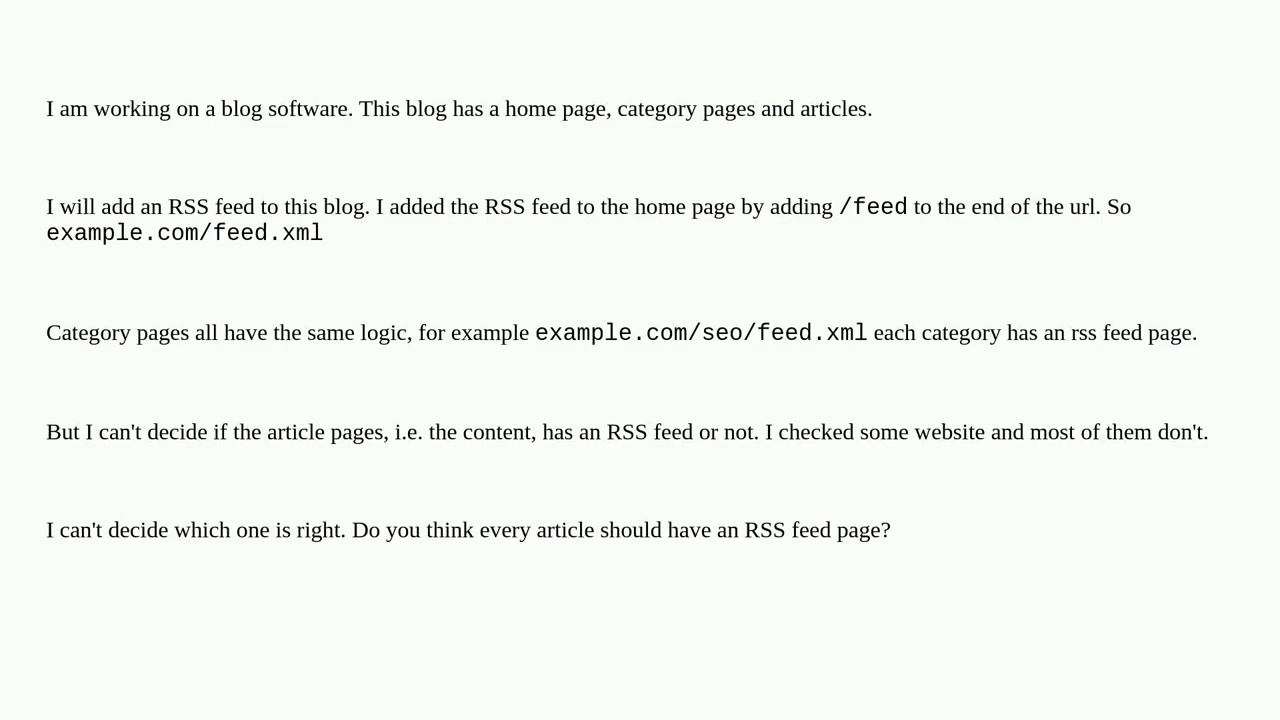 I am working on a blog software. This blog has a home page, category pages and articles.
I will add an RSS feed to this blog. I added the RSS feed to the home page by adding /feed to the end of the url. So
example.com/feed.xml
Category pages all have the same logic, for example example.com/seo/feed.xml each category has an rss feed page.
But I can't decide if the article pages, i.e. the content, has an RSS feed or not. I checked some website and most of them don't.
I can't decide which one is right. Do you think every article should have an RSS feed page?